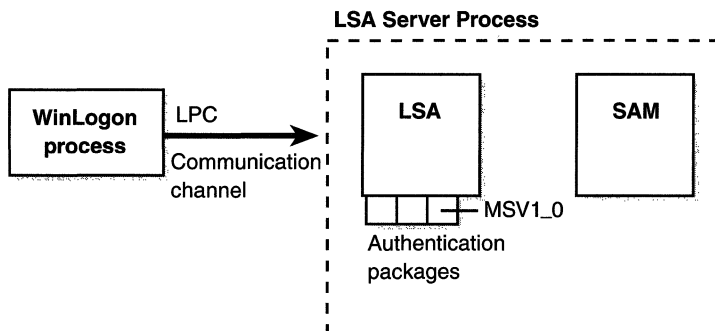 LSA Server Process
WinLogon
process
LPC
Communication
channel
LSA
SAM
MSV1_0
Authentication
packages